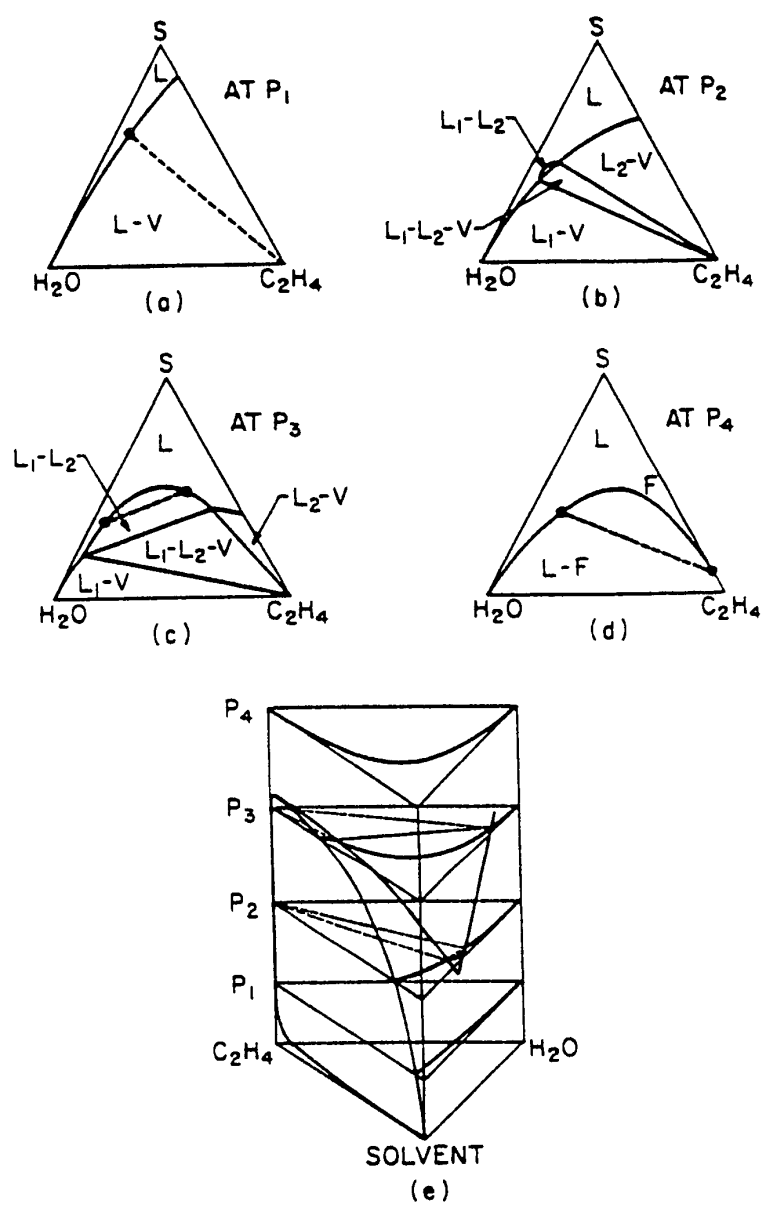 S
L
AT P₁
L-V
H₂O
C₂H₄
(a)
S
L
AT P₂
L₁-L₂
L₂-V
L₁-L₂-V
L₁-V
H₂O
C₂H₄
(b)
S
L
AT P₃
L₁-L₂
L₂-V
L₁-L₂-V
L₁-V
H₂O
C₂H₄
(c)
S
L
AT P₄
F
L-F
H₂O
C₂H₄
(d)
P₄
P₃
P₂
P₁
C₂H₄
H₂O
SOLVENT
(e)